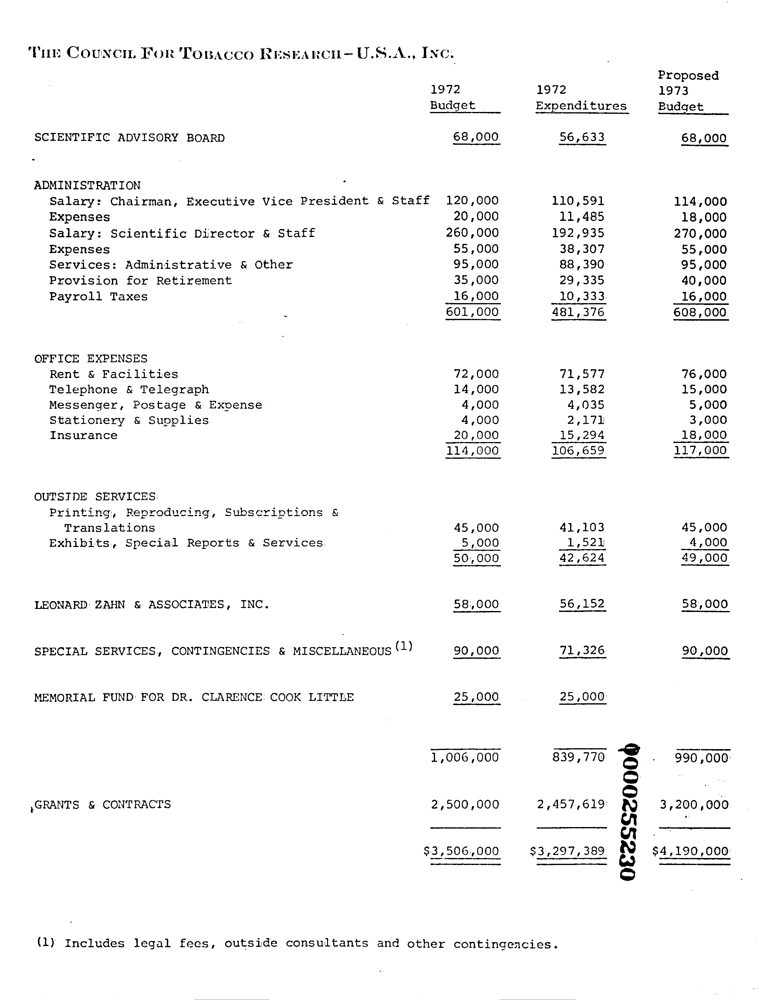 THE COUNCIL FOR TOBACCO RESEARCH–U.S.A., INC.
Proposed
1972 1972 1973
Budget Expenditures Budget
SCIENTIFIC ADVISORY BOARD 68,000 56,633 68,000
ADMINISTRATION
Salary: Chairman, Executive Vice President & Staff 120,000 110,591 114,000
Expenses 20,000 11,485 18,000
Salary: Scientific Director & Staff 260,000 192,935 270,000
Expenses 55,000 38,307 55,000
Services: Administrative & Other 95,000 88,390 95,000
Provision for Retirement 35,000 29,335 40,000
Payroll Taxes 16,000 10,333 16,000
601,000 481,376 608,000
OFFICE EXPENSES
Rent & Facilities 72,000 71,577 76,000
Telephone & Telegraph 14,000 13,582 15,000
Messenger, Postage & Expense 4,000 4,035 5,000
Stationery & Supplies 4,000 2,171 3,000
Insurance 20,000 15,294 18,000
114,000 106,659 117,000
OUTSIDE SERVICES
Printing, Reproducing, Subscriptions &
Translations 45,000 41,103 45,000
Exhibits, Special Reports & Services 5,000 1,521 4,000
50,000 42,624 49,000
LEONARD ZAHN & ASSOCIATES, INC. 58,000 56,152 58,000
SPECIAL SERVICES, CONTINGENCIES & MISCELLANEOUS (1) 90,000 71,326 90,000
MEMORIAL FUND FOR DR. CLARENCE COOK LITTLE 25,000 25,000
1,006,000 839,770 990,000
GRANTS & CONTRACTS 2,500,000 2,457,619 3,200,000
$3,506,000 $3,297,389 $4,190,000
(1) Includes legal fees, outside consultants and other contingencies.